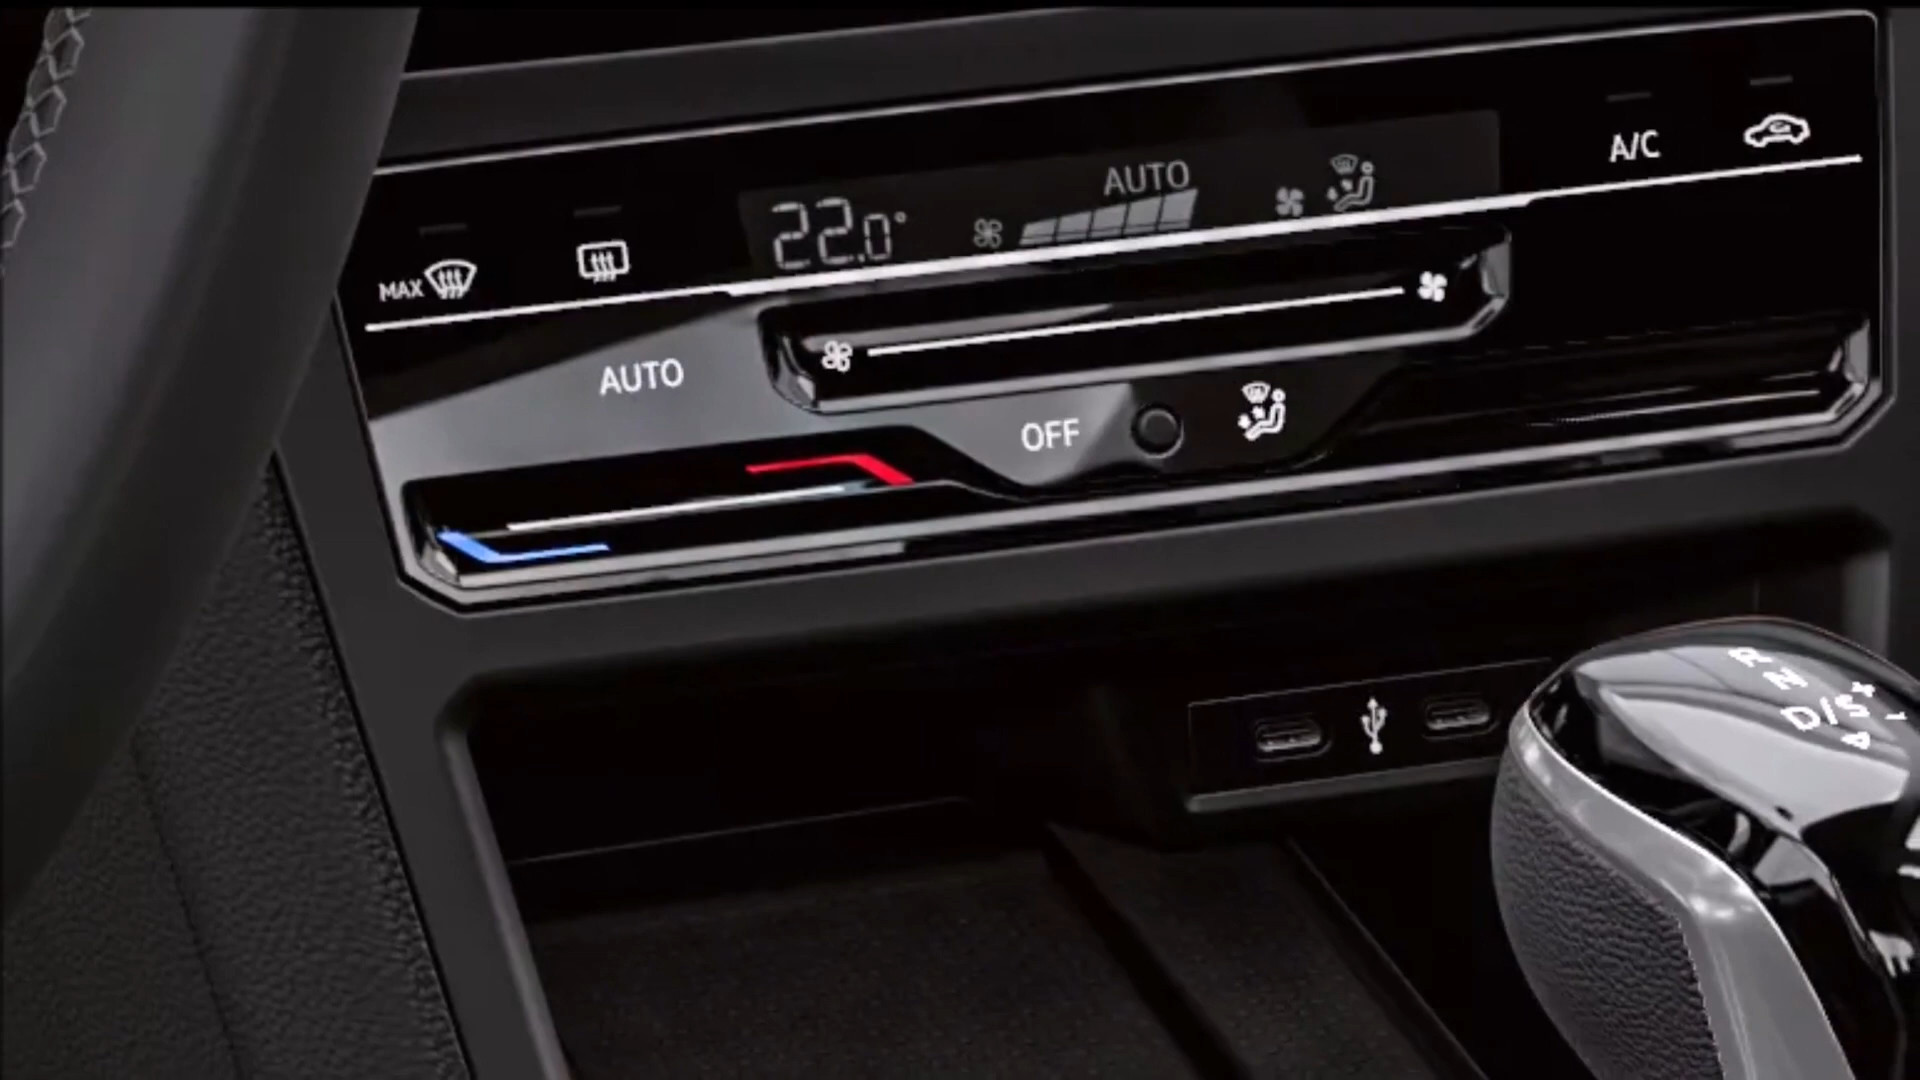 A/C
AUTO
22.0°
MAX
AUTO
OFF
R
N
D/S +
-